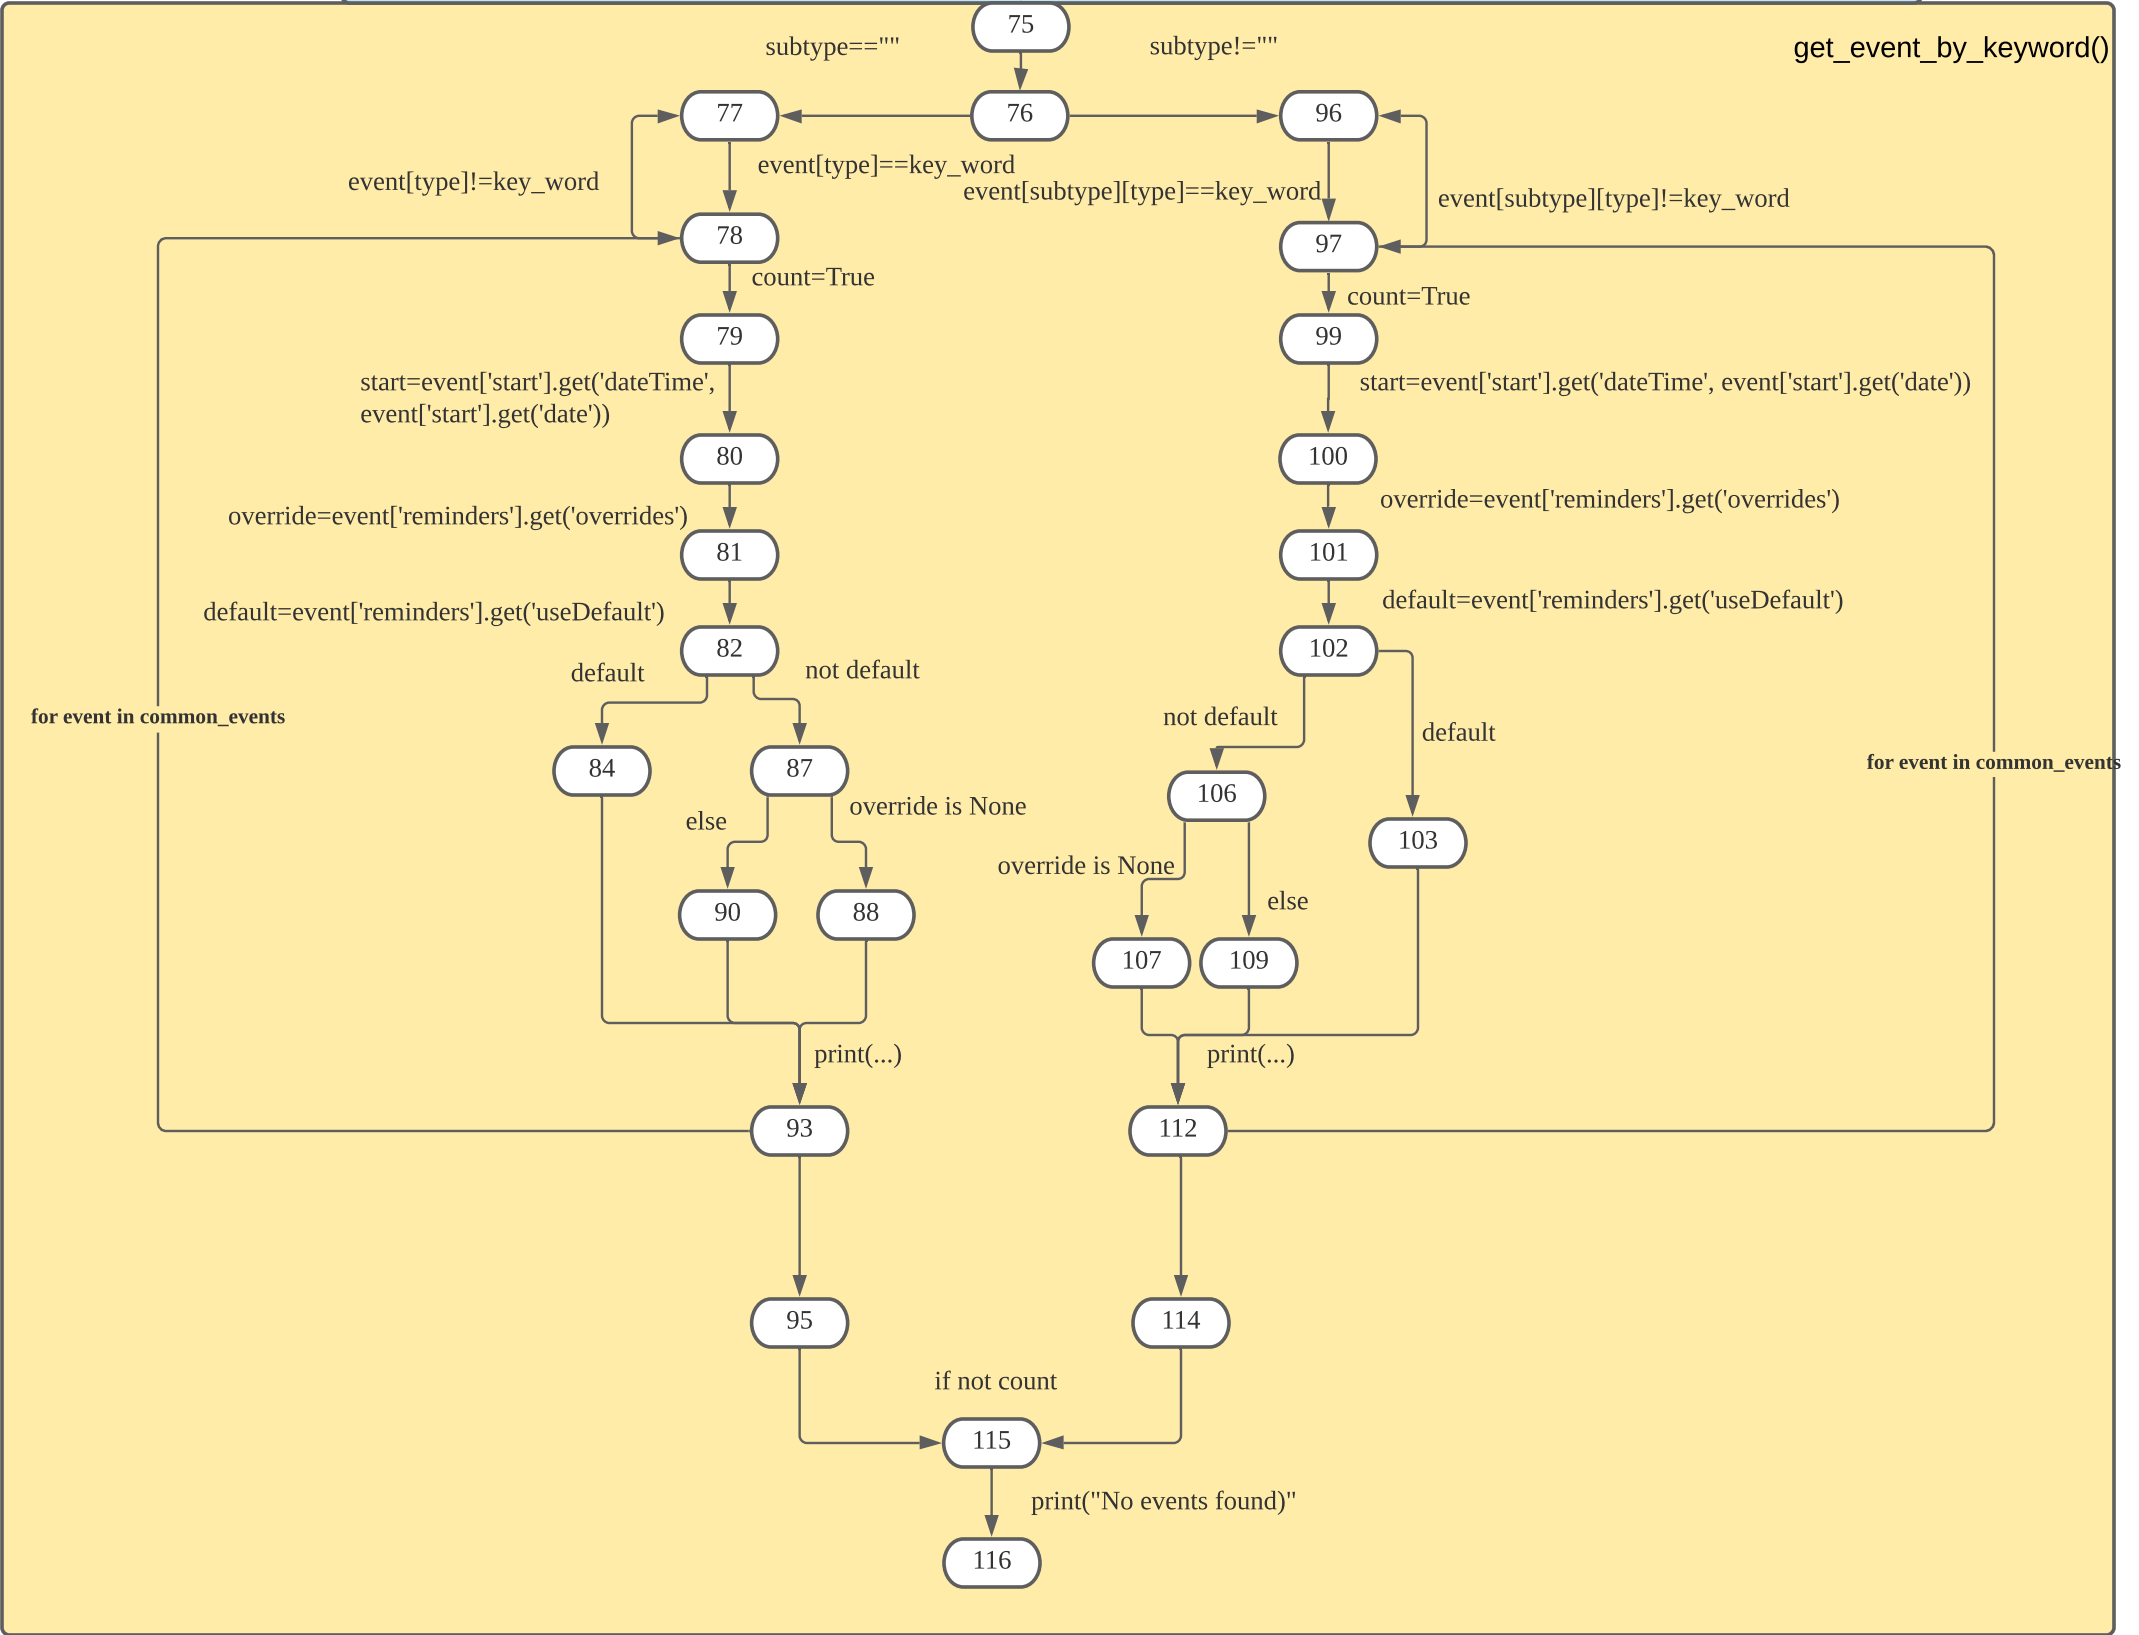 75
subtype==""
subtype!=""
get_event_by_keyword()
77
76
96
event[type]==key_word
event[type]!=key_word
event[subtype][type]==key_word
event[subtype][type]!=key_word
78
97
count=True
count=True
79
99
start=event['start'].get('dateTime',
event['start'].get('date'))
start=event['start'].get('dateTime', event['start'].get('date'))
80
100
override=event['reminders'].get('overrides')
override=event['reminders'].get('overrides')
81
101
default=event['reminders'].get('useDefault')
default=event['reminders'].get('useDefault')
82
102
default
not default
not default
default
for event in common_events
for event in common_events
84
87
106
103
else
override is None
override is None
else
90
88
107
109
print(...)
print(...)
93
112
95
114
if not count
115
print("No events found)"
116